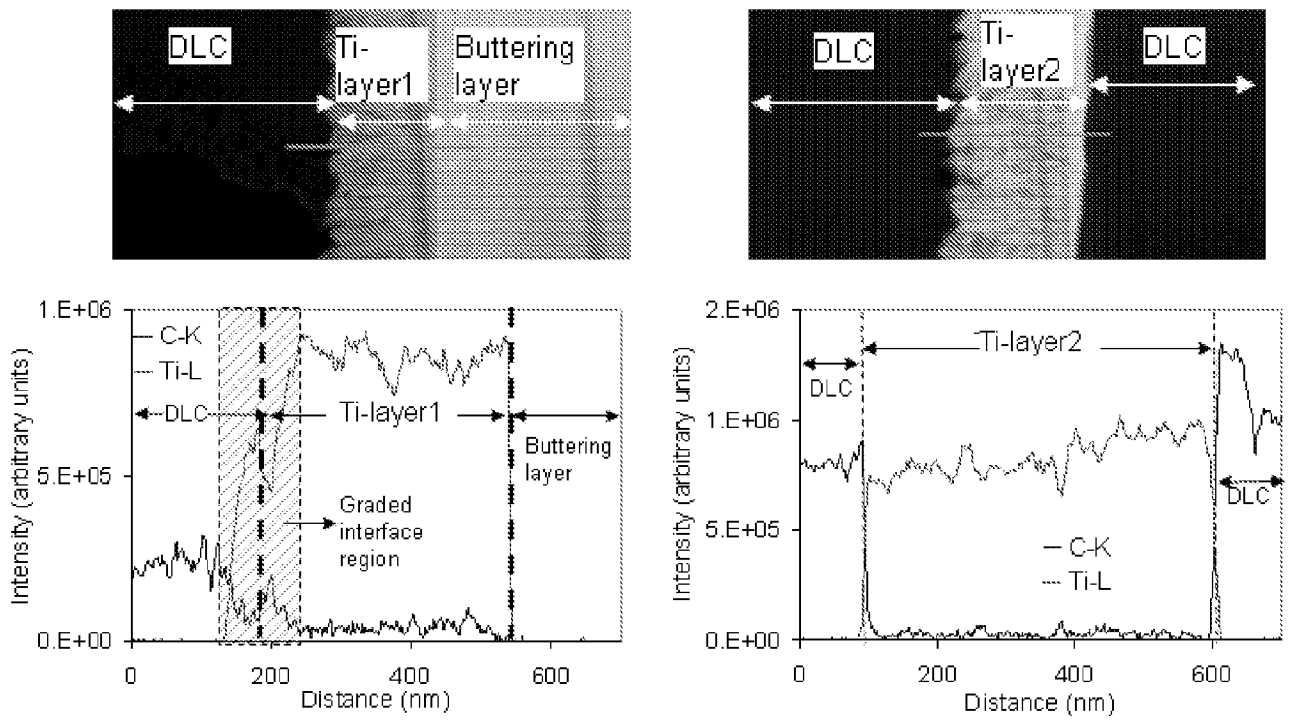 DLC
Ti-
layer1
Buttering
layer
DLC
Ti-
layer2
DLC
1.E+06
C-K
Ti-L
DLC
Ti-layer1
Buttering
layer
5.E+05
Graded
interface
region
0.E+00
0
200
400
600
Distance (nm)
Intensity (arbitrary units)
2.E+06
Ti-layer2
DLC
1.E+06
DLC
5.E+05
C-K
Ti-L
0.E+00
0
200
400
600
Distance (nm)
Intensity (arbitrary units)